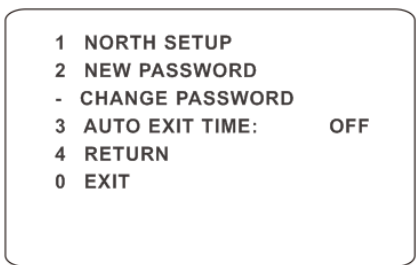 1 NORTH SETUP
2 NEW PASSWORD
- CHANGE PASSWORD
3 AUTO EXIT TIME: OFF
4 RETURN
0 EXIT